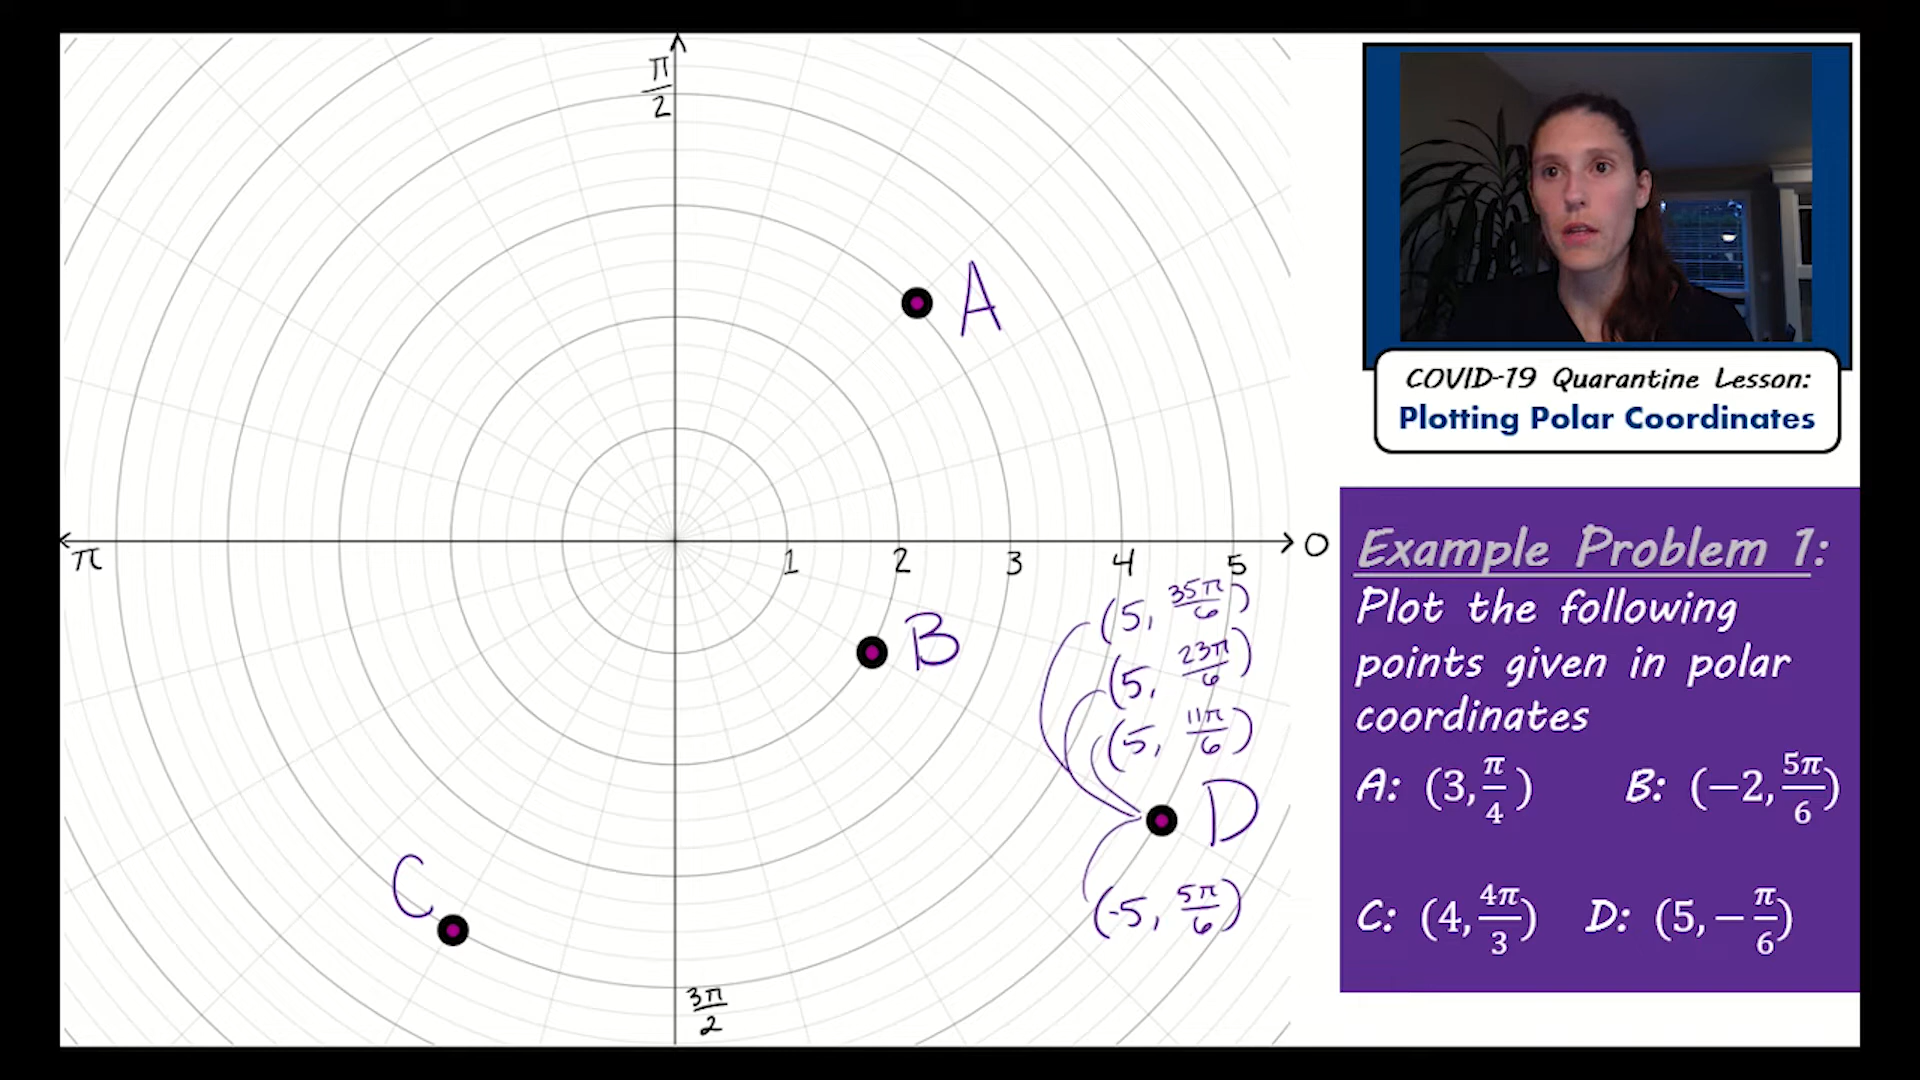 π/2
A
π
0
1 2 3 4 5
(5, 35π/6)
B
(5, 23π/6)
(5, 11π/6)
D
C
(-5, 5π/6)
3π/2
COVID-19 Quarantine Lesson:
Plotting Polar Coordinates
Example Problem 1:
Plot the following
points given in polar
coordinates
A: (3, π/4) B: (−2, 5π/6)
C: (4, 4π/3) D: (5, −π/6)